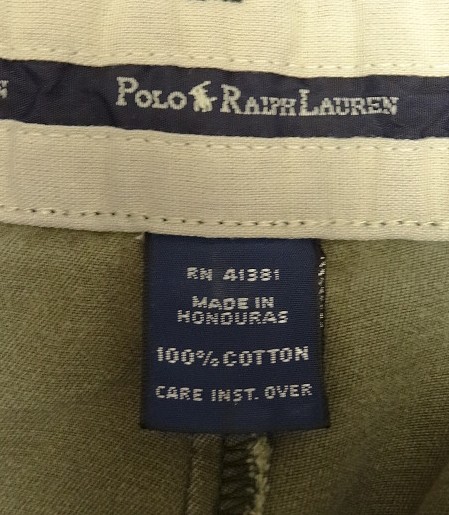 N
POLO RALPH LAUREN
RN 41381
MADE IN
HONDURAS
100% COTTON
CARE INST. OVER